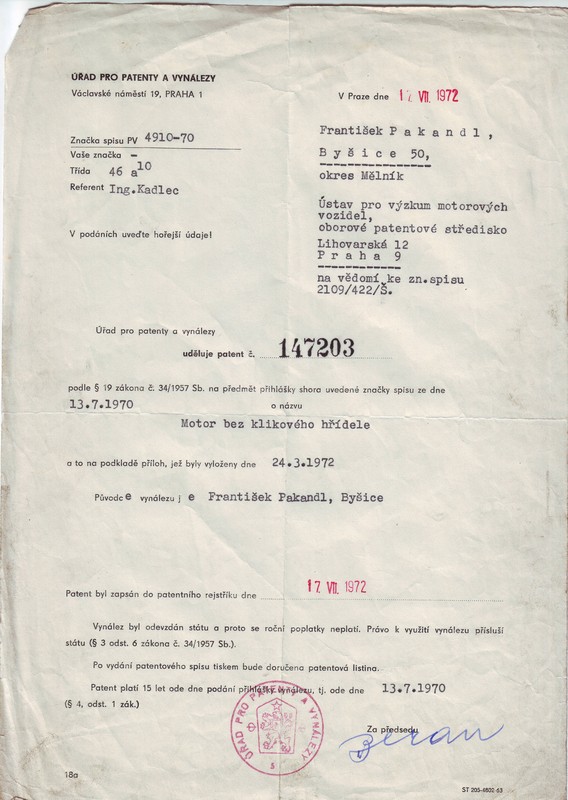 ÚŘAD PRO PATENTY A VYNÁLEZY
Václavské náměstí 19, PRAHA 1
V Praze dne 17. VII. 1972
Značka spisu PV 4910-70
Vaše značka –
Třída 46 a10
Referent Ing.Kadlec
V podáních uveďte hořejší údaje!
František Pakandl,
Byšice 50,
okres Mělník
Ústav pro výzkum motorových
vozidel,
oborové patentové středisko
Lihovarská 12
Praha 9
na vědomí ke zn.spisu
2109/422/Š.
Úřad pro patenty a vynálezy
uděluje patent č. 147203
podle § 19 zákona č. 34/1957 Sb. na předmět přihlášky shora uvedené značky spisu ze dne
13.7.1970 o názvu
Motor bez klikového hřídele
a to na podkladě příloh, jež byly vyloženy dne 24.3.1972
Původce vynálezu je František Pakandl, Byšice
Patent byl zapsán do patentního rejstříku dne 17. VII. 1972
Vynález byl odevzdán státu a proto se roční poplatky neplatí. Právo k využití vynálezu přísluší
státu (§ 3 odst. 6 zákona č. 34/1957 Sb.).
Po vydání patentového spisu tiskem bude doručena patentová listina.
Patent platí 15 let ode dne podání přihlášky vynálezu, tj. ode dne 13.7.1970
(§ 4, odst. 1 zák.)
ÚŘAD PRO PATENTY A VYNÁLEZY
5
Za předsedu
Beran
18a
ST 205-4802-63